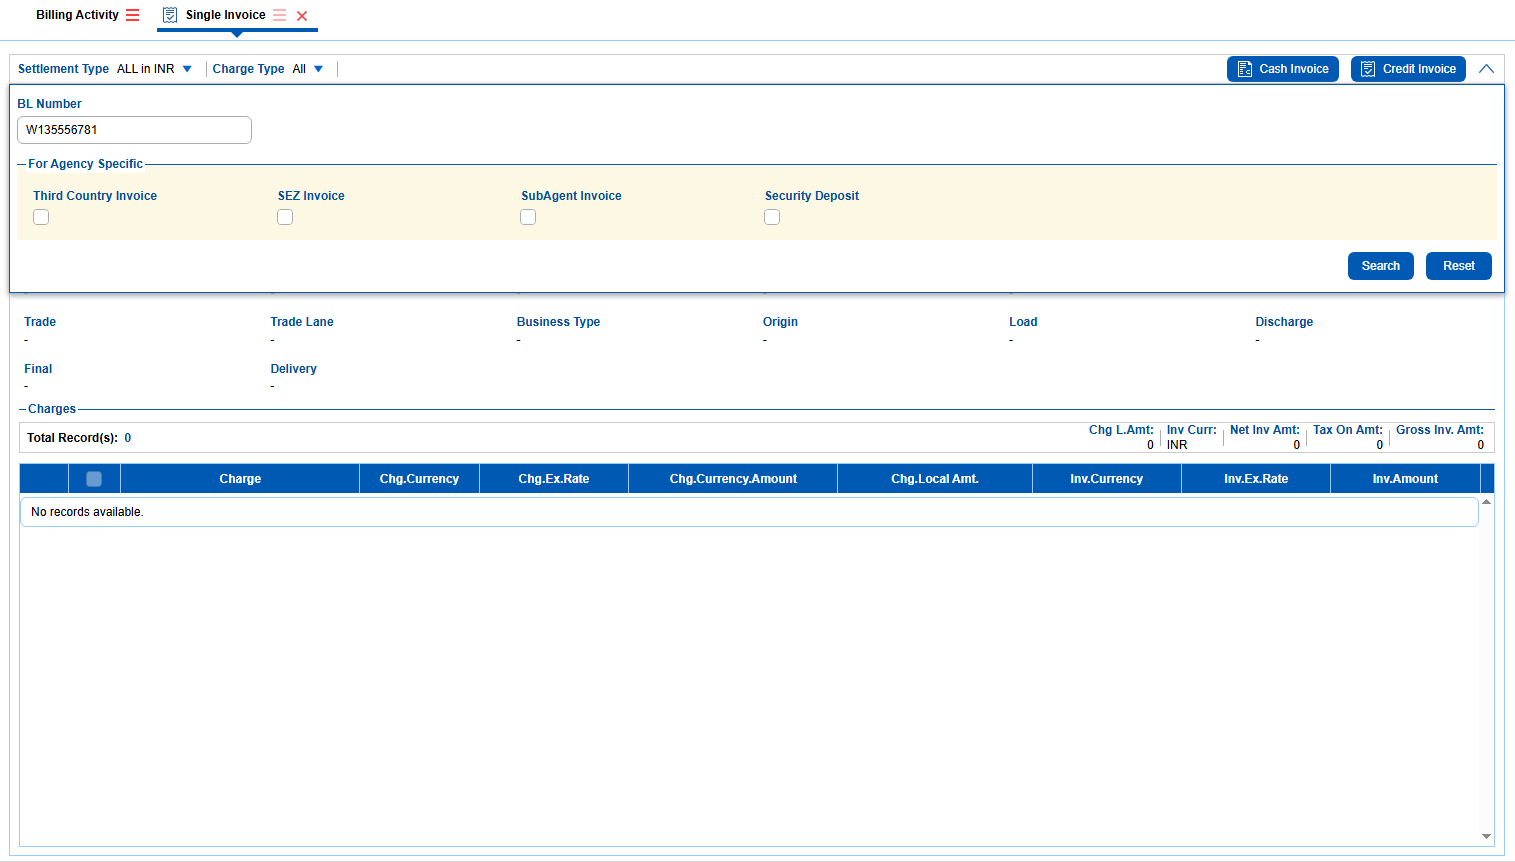 Billing Activity Single Invoice
Settlement Type ALL in INR Charge Type All Cash Invoice Credit Invoice
BL Number
W135556781
For Agency Specific
Third Country Invoice SEZ Invoice SubAgent Invoice Security Deposit
Search Reset
Trade Trade Lane Business Type Origin Load Discharge
- - - - - -
Final Delivery
- -
Charges
Total Record(s): 0 Chg L.Amt: Inv Curr: Net Inv Amt: Tax On Amt: Gross Inv. Amt:
0 INR 0 0 0
Charge Chg.Currency Chg.Ex.Rate Chg.Currency.Amount Chg.Local Amt. Inv.Currency Inv.Ex.Rate Inv.Amount
No records available.